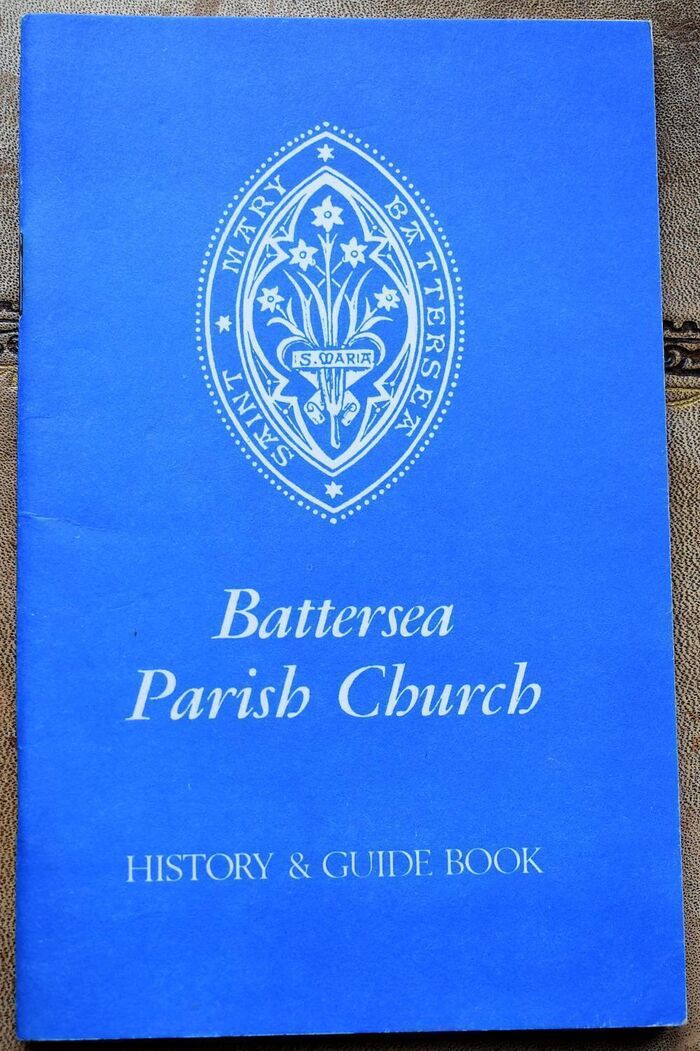 SAINT MARY BATTERSEA
S. MARIA
Battersea
Parish Church
HISTORY & GUIDE BOOK